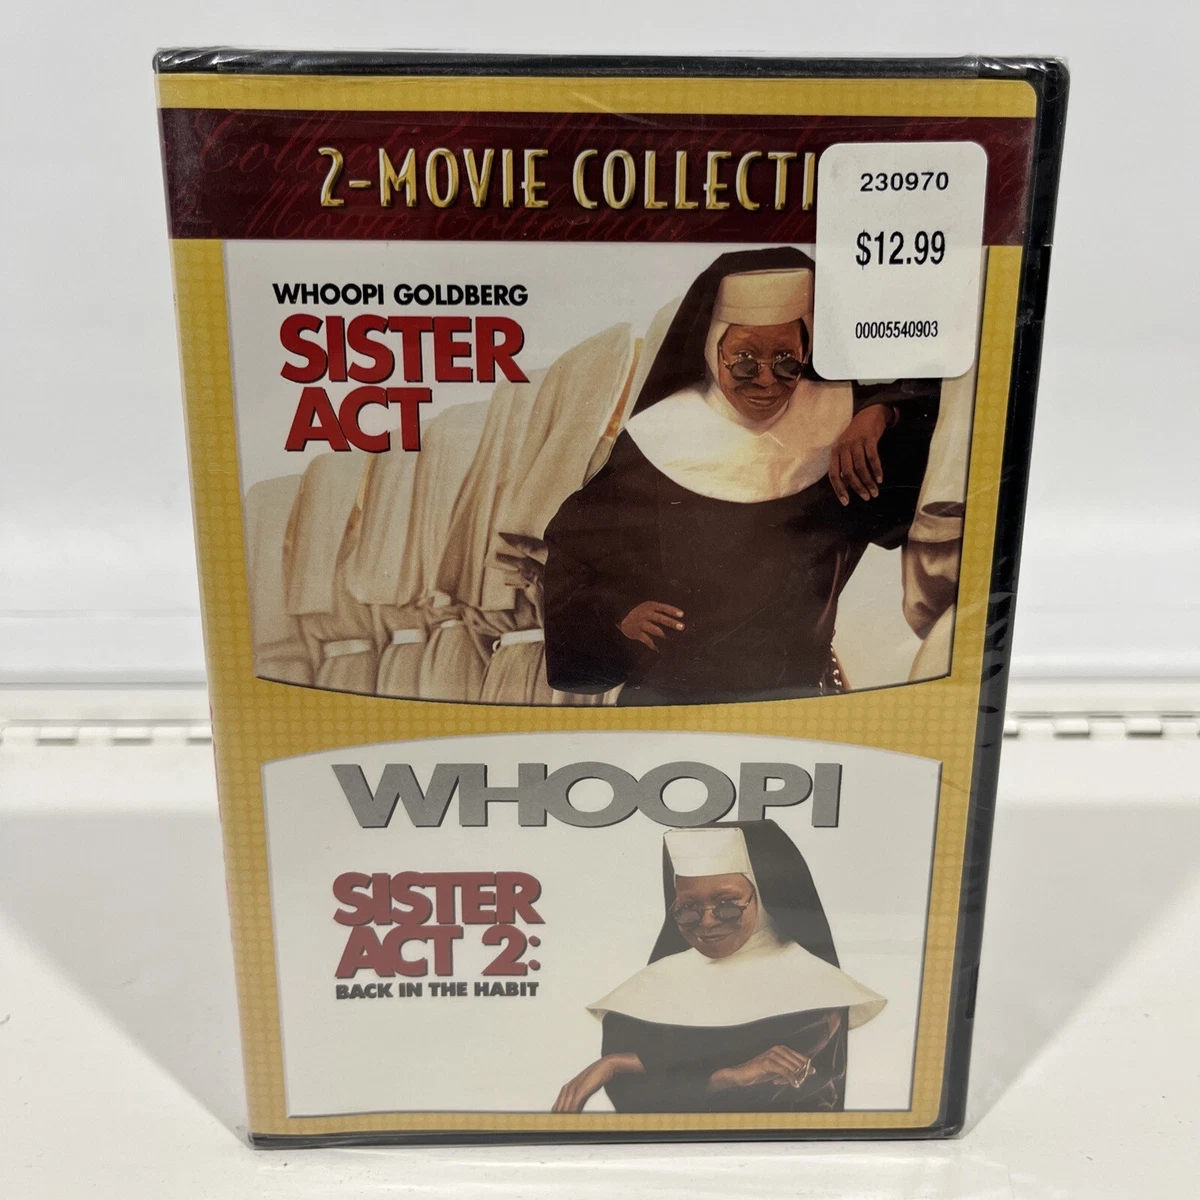 2-MOVIE COLLECTI
230970
$12.99
00005540903
WHOOPI GOLDBERG
SISTER
ACT
WHOOPI
SISTER
ACT 2:
BACK IN THE HABIT